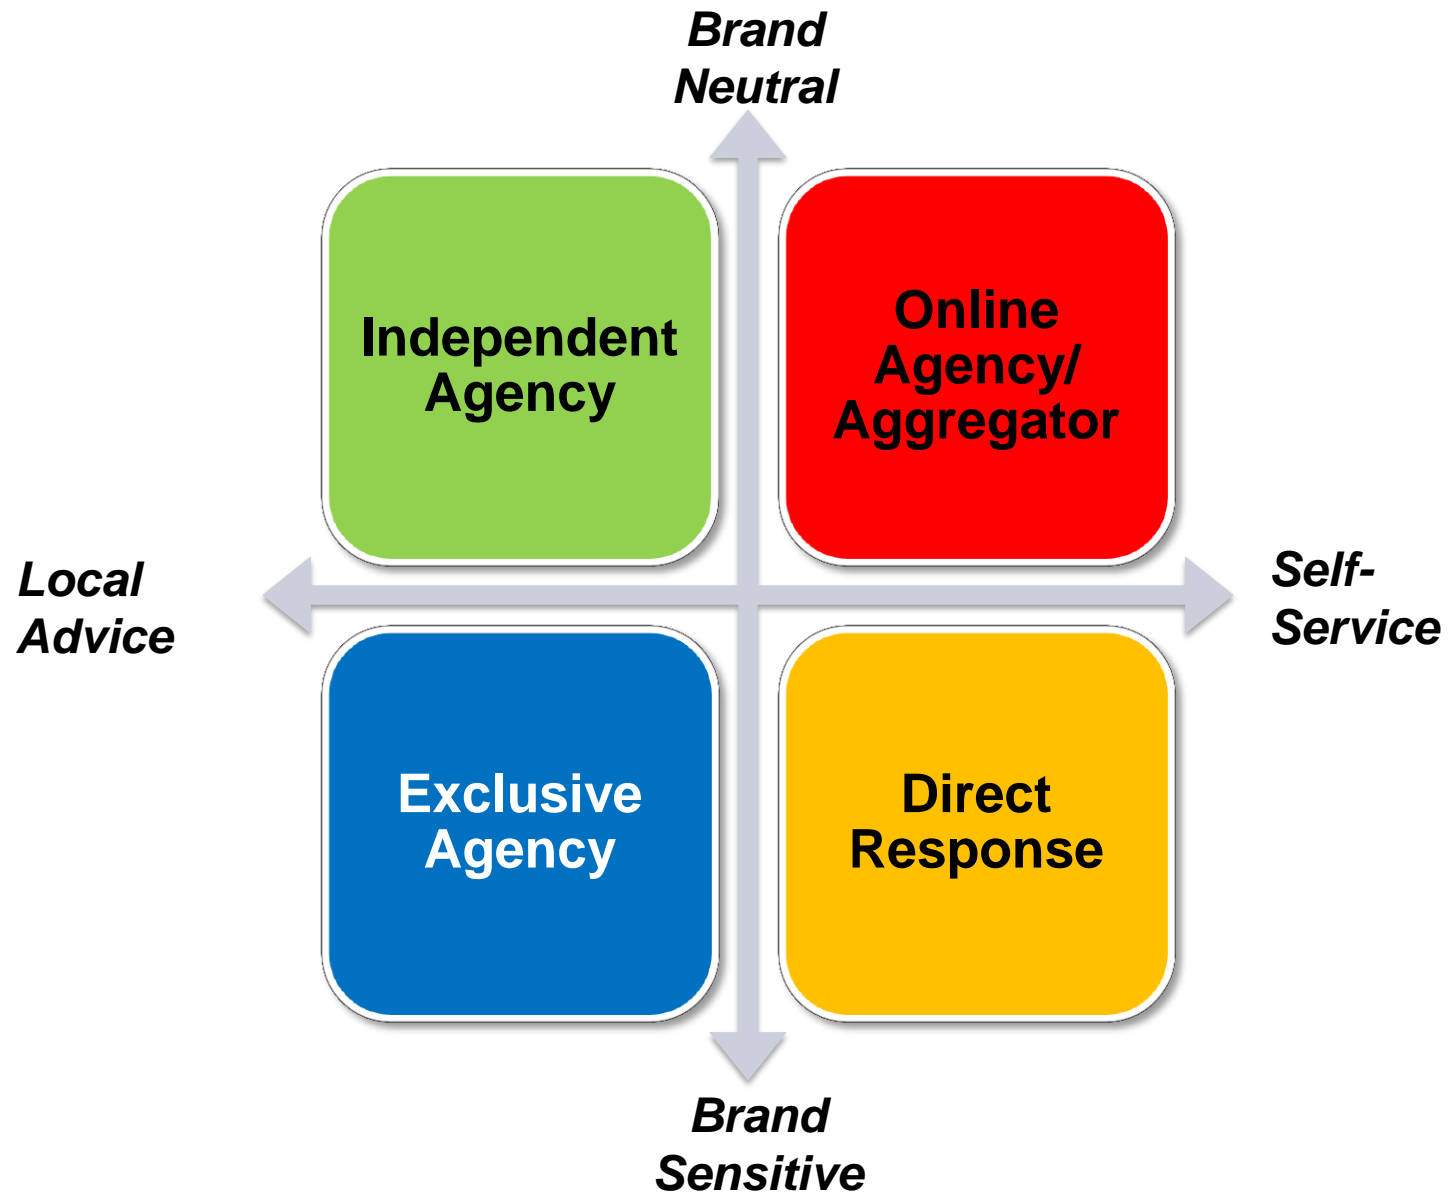 Brand
Neutral
Independent
Agency
Online
Agency/
Aggregator
Local
Advice
Self-
Service
Exclusive
Agency
Direct
Response
Brand
Sensitive